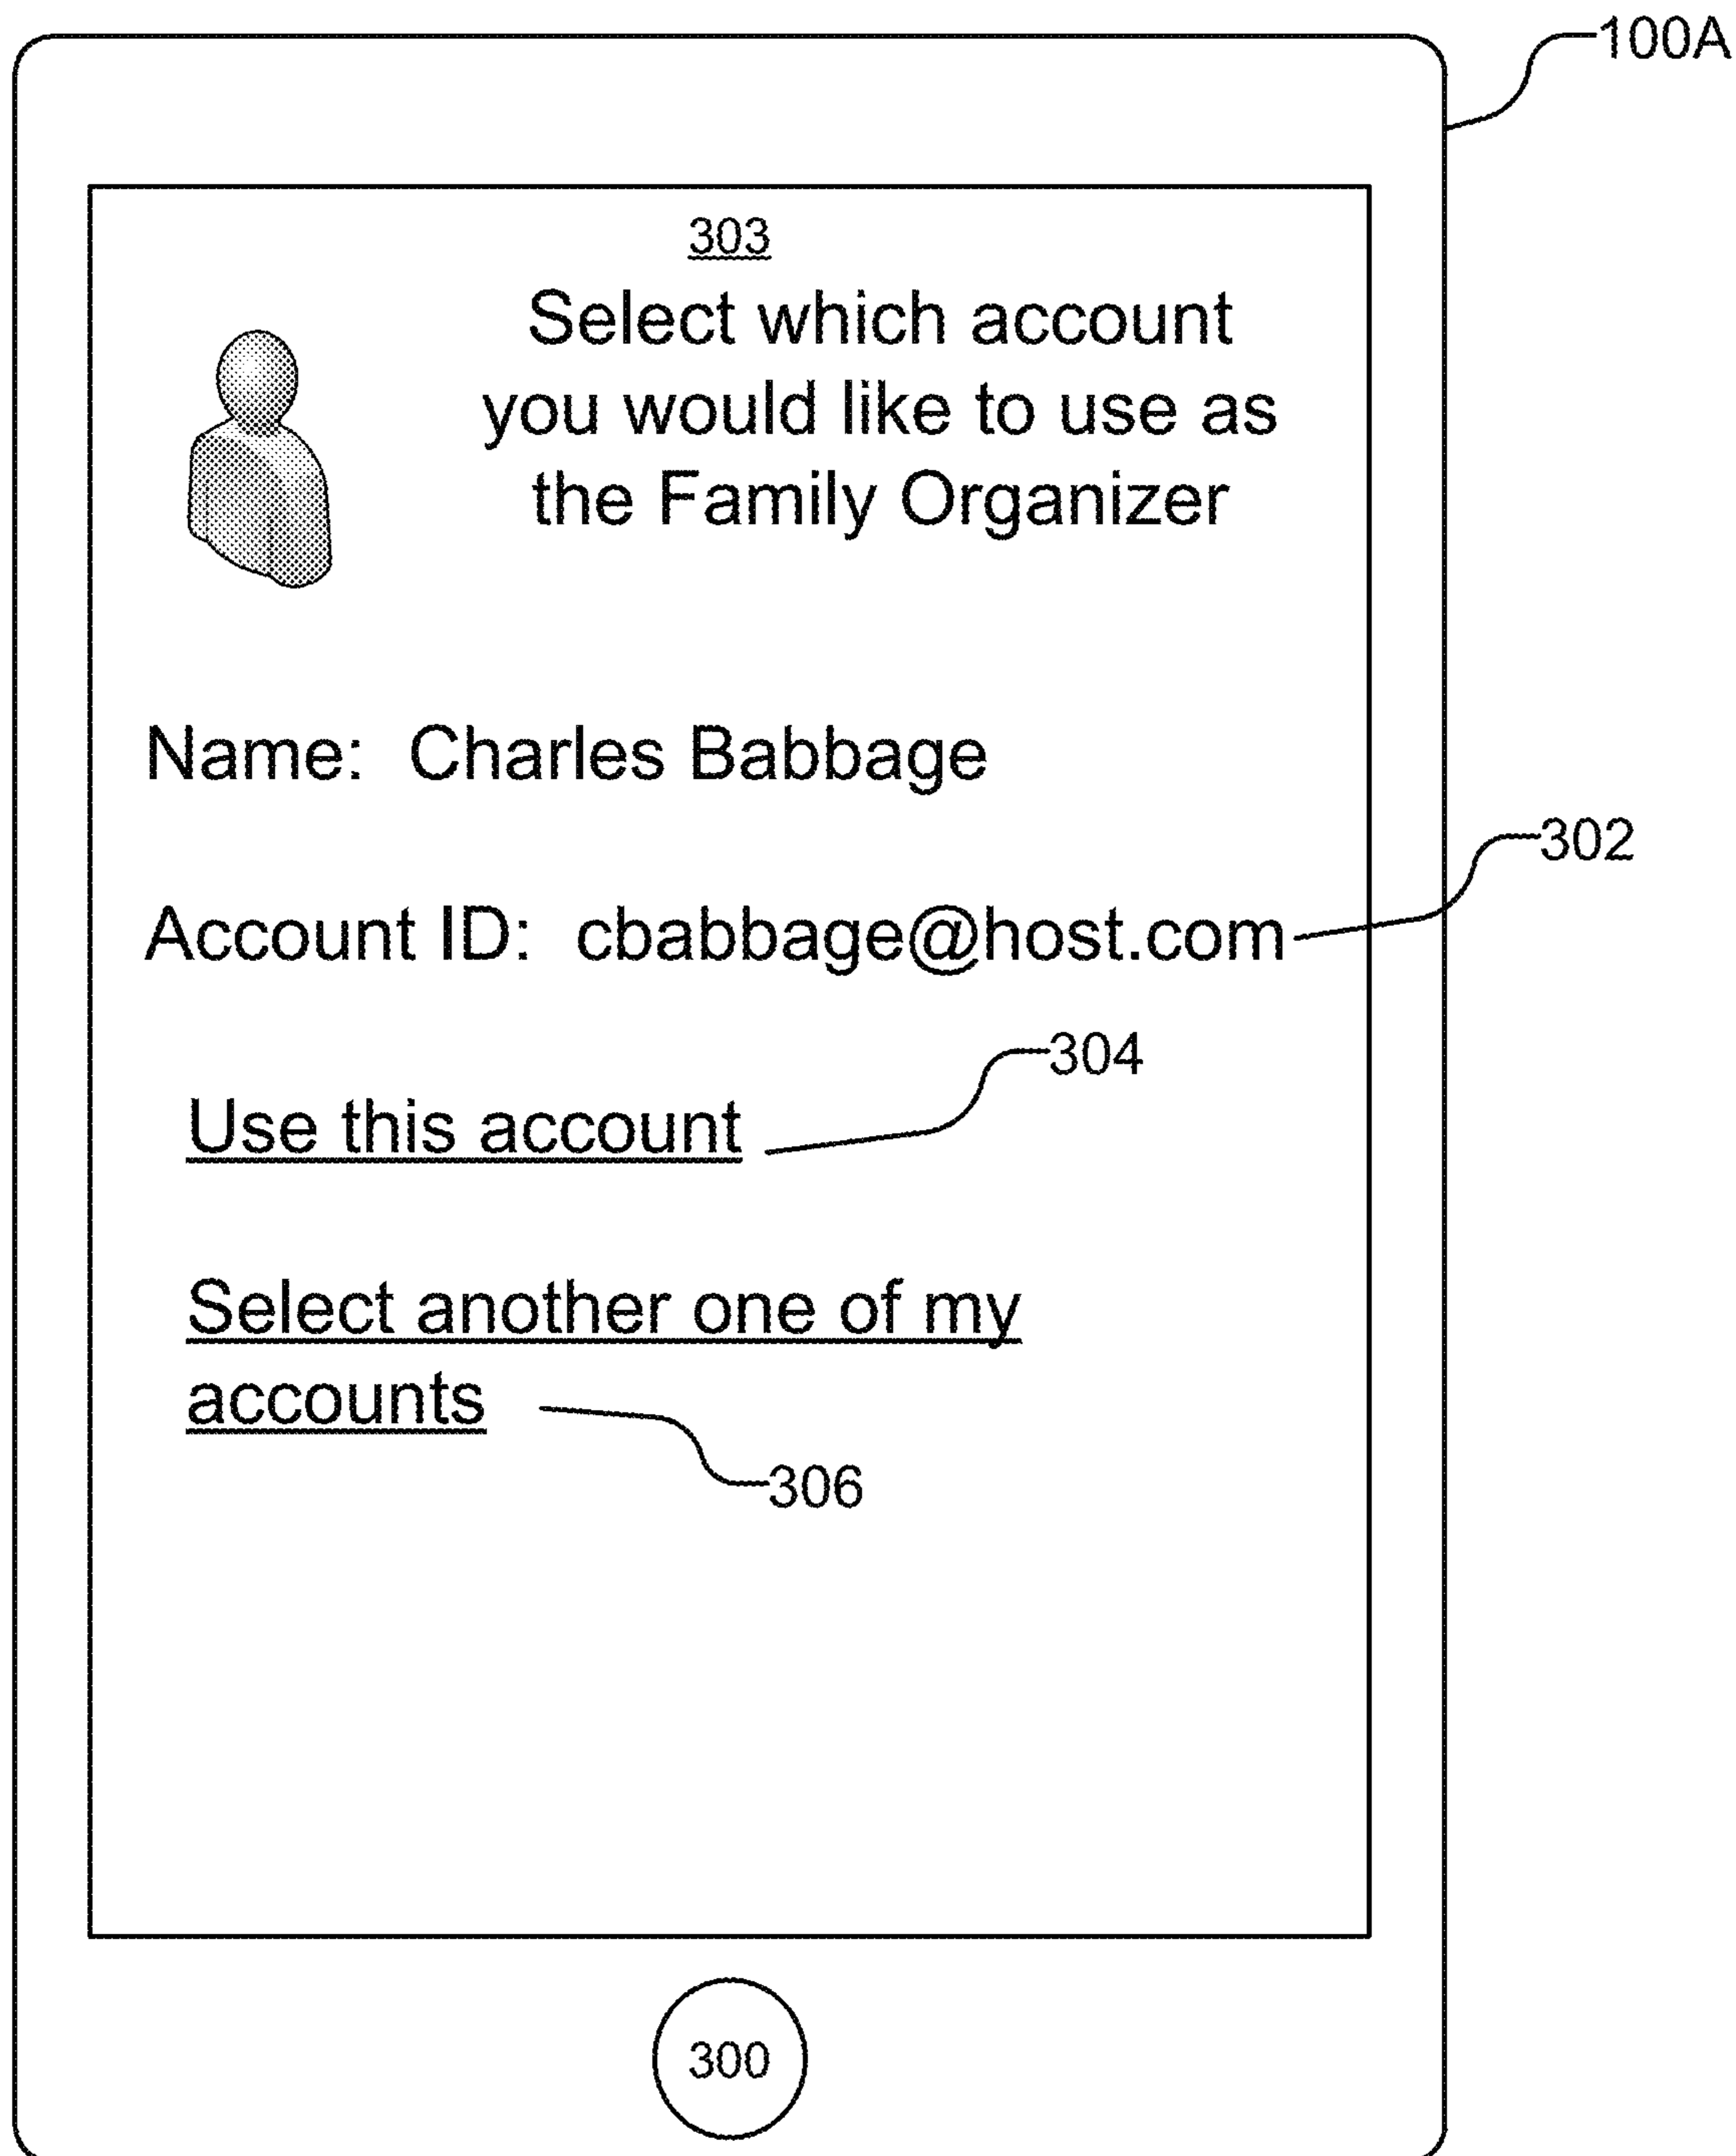 100A
303
Select which account
you would like to use as
the Family Organizer
Name: Charles Babbage
302
Account ID: cbabbage@host.com
304
Use this account
Select another one of my
accounts
306
300